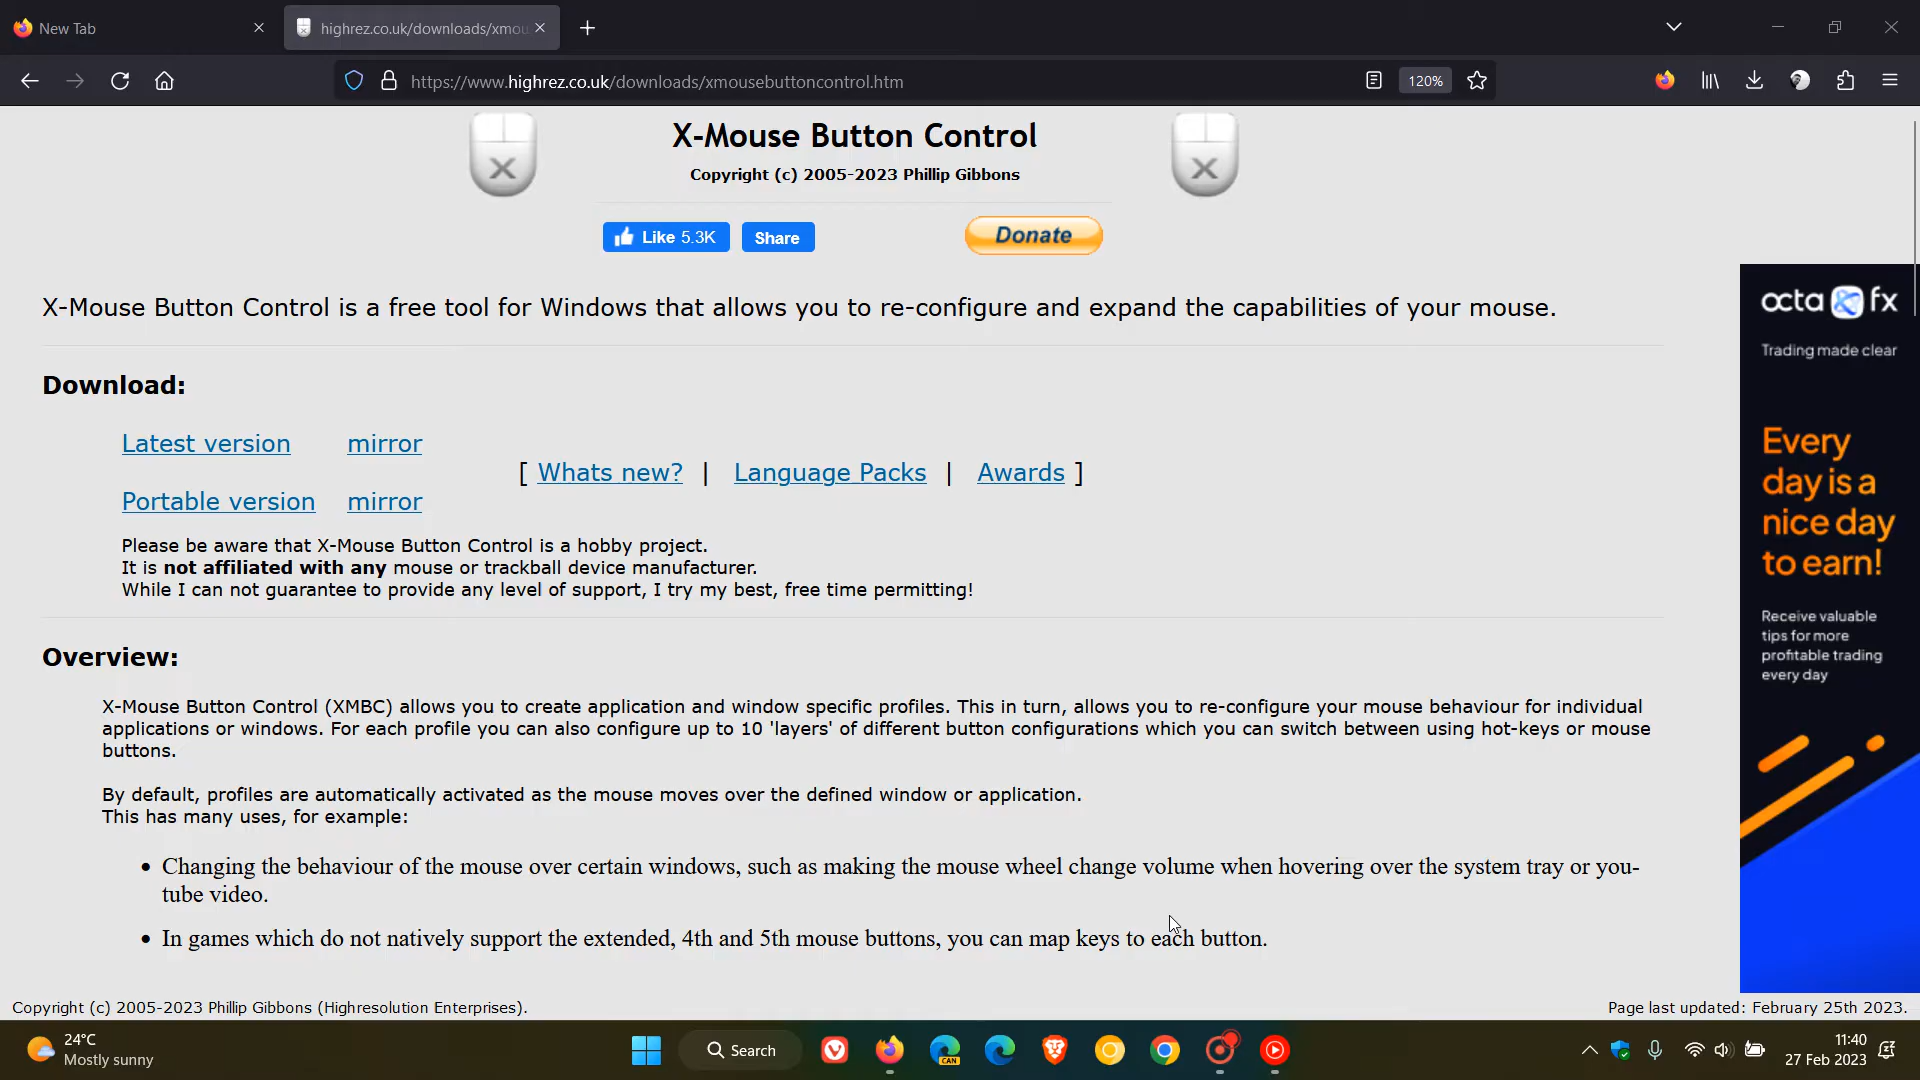 New Tab
highrez.co.uk/downloads/xmou
https://www.highrez.co.uk/downloads/xmousebuttoncontrol.htm
120%
X-Mouse Button Control
Copyright (c) 2005-2023 Phillip Gibbons
Like 5.3K
Share
Donate
X-Mouse Button Control is a free tool for Windows that allows you to re-configure and expand the capabilities of your mouse.
Download:
Latest version
mirror
[ Whats new? | Language Packs | Awards ]
Portable version
mirror
Please be aware that X-Mouse Button Control is a hobby project.
It is not affiliated with any mouse or trackball device manufacturer.
While I can not guarantee to provide any level of support, I try my best, free time permitting!
Overview:
X-Mouse Button Control (XMBC) allows you to create application and window specific profiles. This in turn, allows you to re-configure your mouse behaviour for individual
applications or windows. For each profile you can also configure up to 10 'layers' of different button configurations which you can switch between using hot-keys or mouse
buttons.
By default, profiles are automatically activated as the mouse moves over the defined window or application.
This has many uses, for example:
• Changing the behaviour of the mouse over certain windows, such as making the mouse wheel change volume when hovering over the system tray or you-
tube video.
• In games which do not natively support the extended, 4th and 5th mouse buttons, you can map keys to each button.
octa fx
Trading made clear
Every
day is a
nice day
to earn!
Receive valuable
tips for more
profitable trading
every day
Copyright (c) 2005-2023 Phillip Gibbons (Highresolution Enterprises).
Page last updated: February 25th 2023.
24°C
Mostly sunny
Search
CAN
11:40
27 Feb 2023